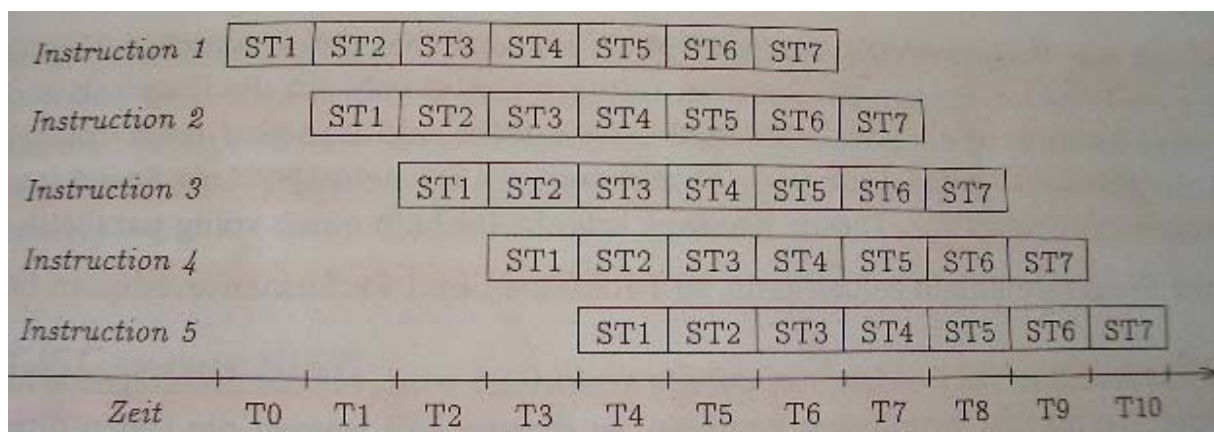 Instruction 1 ST1 ST2 ST3 ST4 ST5 ST6 ST7
Instruction 2 ST1 ST2 ST3 ST4 ST5 ST6 ST7
Instruction 3 ST1 ST2 ST3 ST4 ST5 ST6 ST7
Instruction 4 ST1 ST2 ST3 ST4 ST5 ST6 ST7
Instruction 5 ST1 ST2 ST3 ST4 ST5 ST6 ST7
Zeit T0 T1 T2 T3 T4 T5 T6 T7 T8 T9 T10